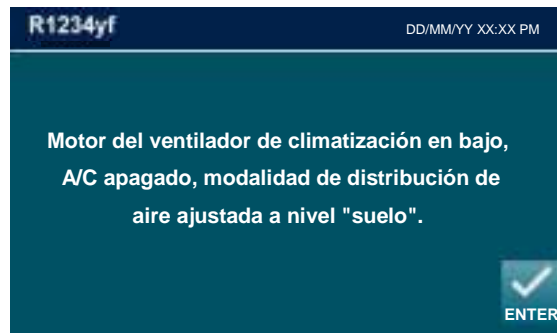 R1234yf
DD/MM/YY XX:XX PM
Motor del ventilador de climatización en bajo,
A/C apagado, modalidad de distribución de
aire ajustada a nivel "suelo".
ENTER